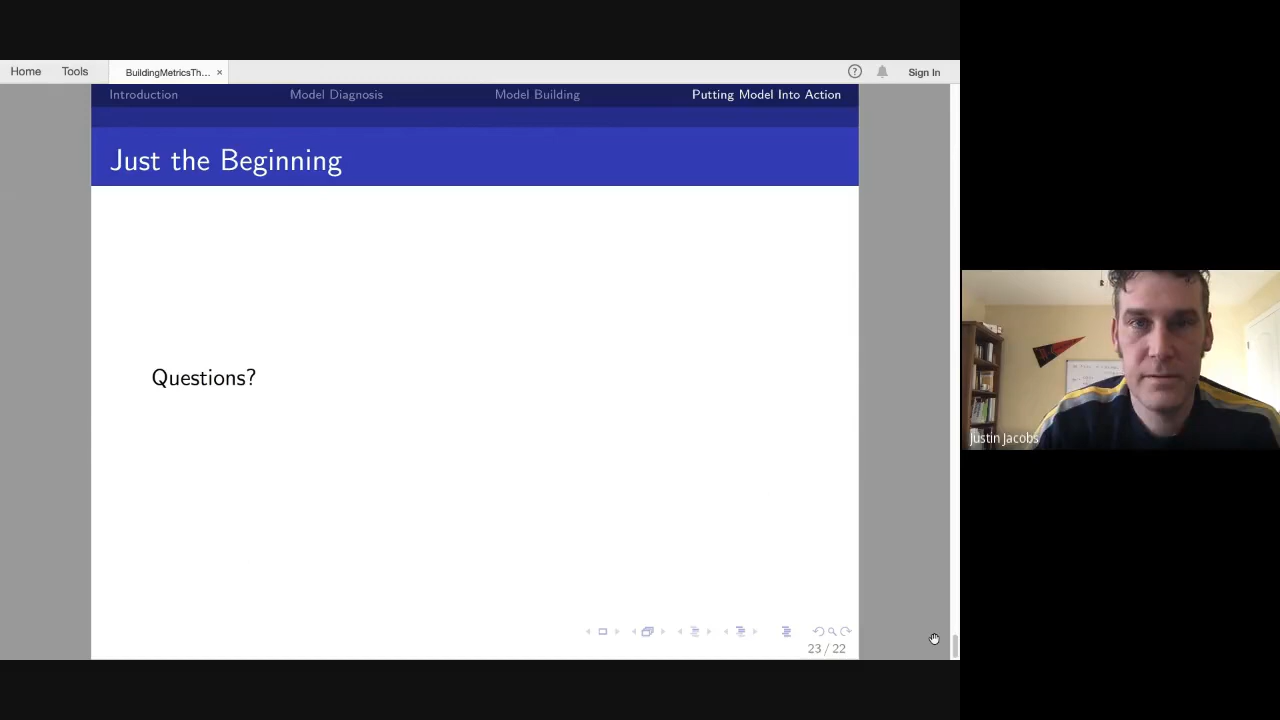 Home Tools BuildingMetricsTh... × ? Sign In
Introduction Model Diagnosis Model Building Putting Model Into Action
Just the Beginning
Questions?
23 / 22
Justin Jacobs